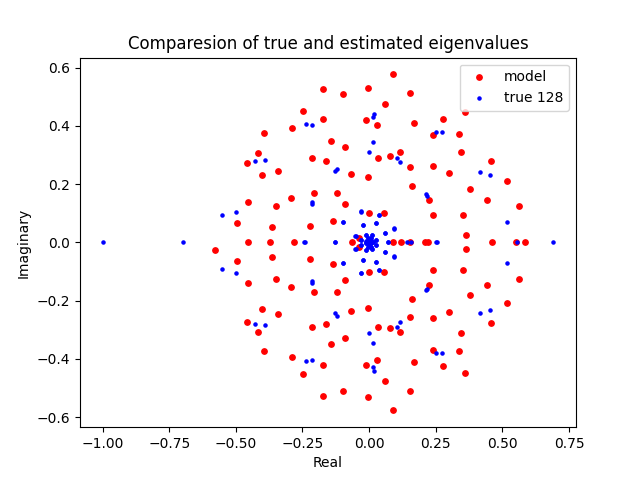 Comparesion of true and estimated eigenvalues
model
true 128
0.6
0.4
0.2
0.0
−0.2
−0.4
−0.6
Imaginary
−1.00 −0.75 −0.50 −0.25 0.00 0.25 0.50 0.75
Real